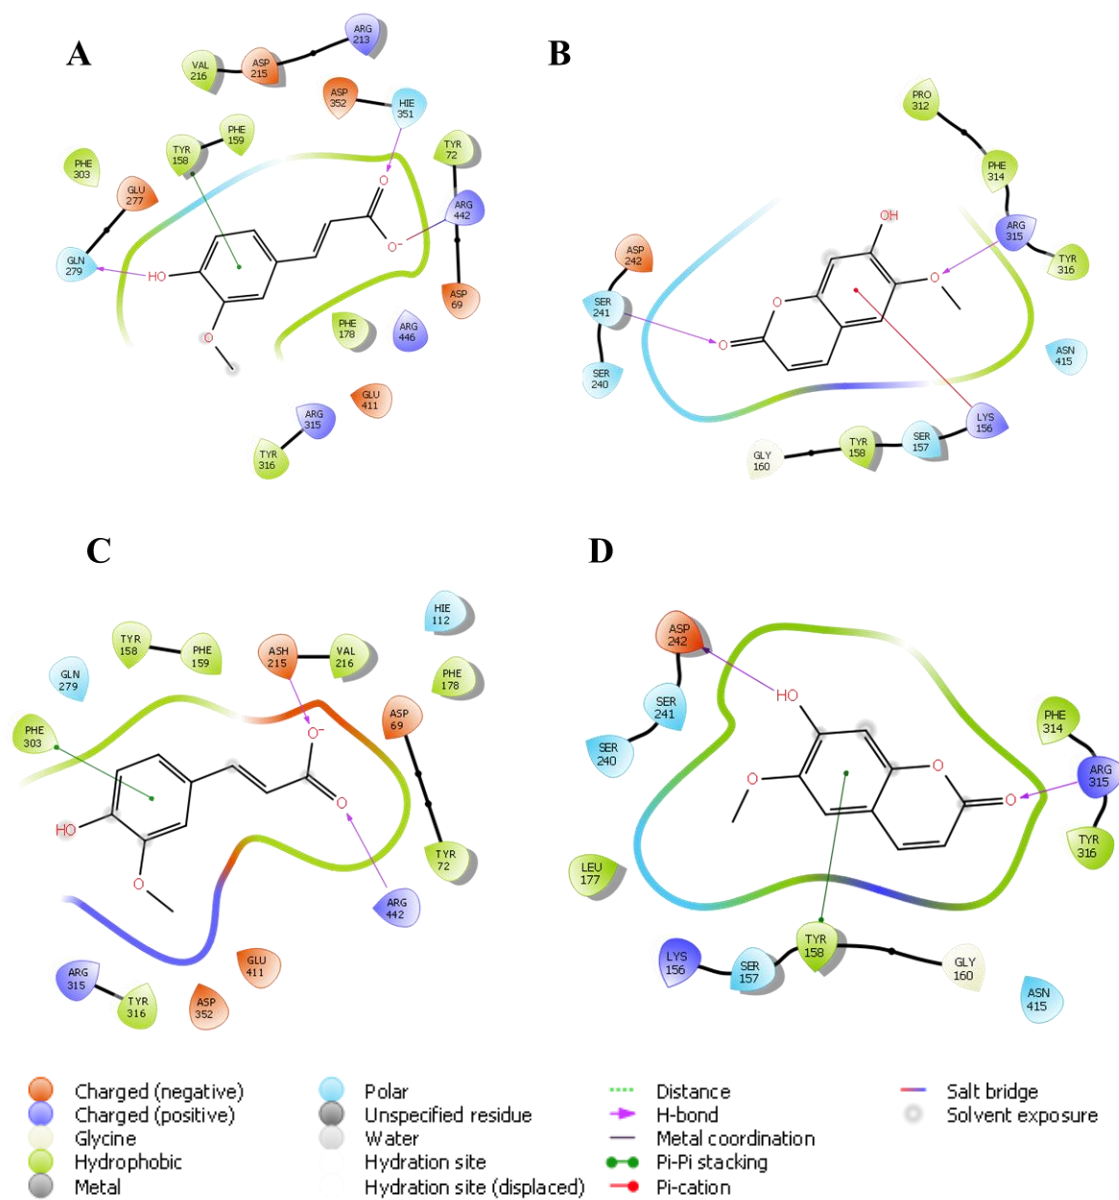 A
ARG
213
VAL
216
ASP
215
ASP
352
HIE
351
PHE
303
TYR
158
PHE
159
TYR
72
GLU
277
O
ARG
442
O-
GLN
279
HO
ASP
69
O
PHE
178
ARG
446
GLU
411
ARG
315
TYR
316
B
PRO
312
PHE
314
OH
ARG
315
TYR
316
ASP
242
SER
241
O
O
O
SER
240
ASN
415
LYS
156
SER
157
TYR
158
GLY
160
C
HIE
112
TYR
158
PHE
159
ASH
215
VAL
216
GLN
279
PHE
178
PHE
303
ASP
69
O-
O
HO
O
TYR
72
ARG
442
ARG
315
TYR
316
GLU
411
ASP
352
D
ASP
242
HO
SER
241
SER
240
PHE
314
ARG
315
O
O
O
TYR
316
LEU
177
LYS
156
SER
157
TYR
158
GLY
160
ASN
415
Charged (negative)
Charged (positive)
Glycine
Hydrophobic
Metal
Polar
Unspecified residue
Water
Hydration site
Hydration site (displaced)
Distance
H-bond
Metal coordination
Pi-Pi stacking
Pi-cation
Salt bridge
Solvent exposure